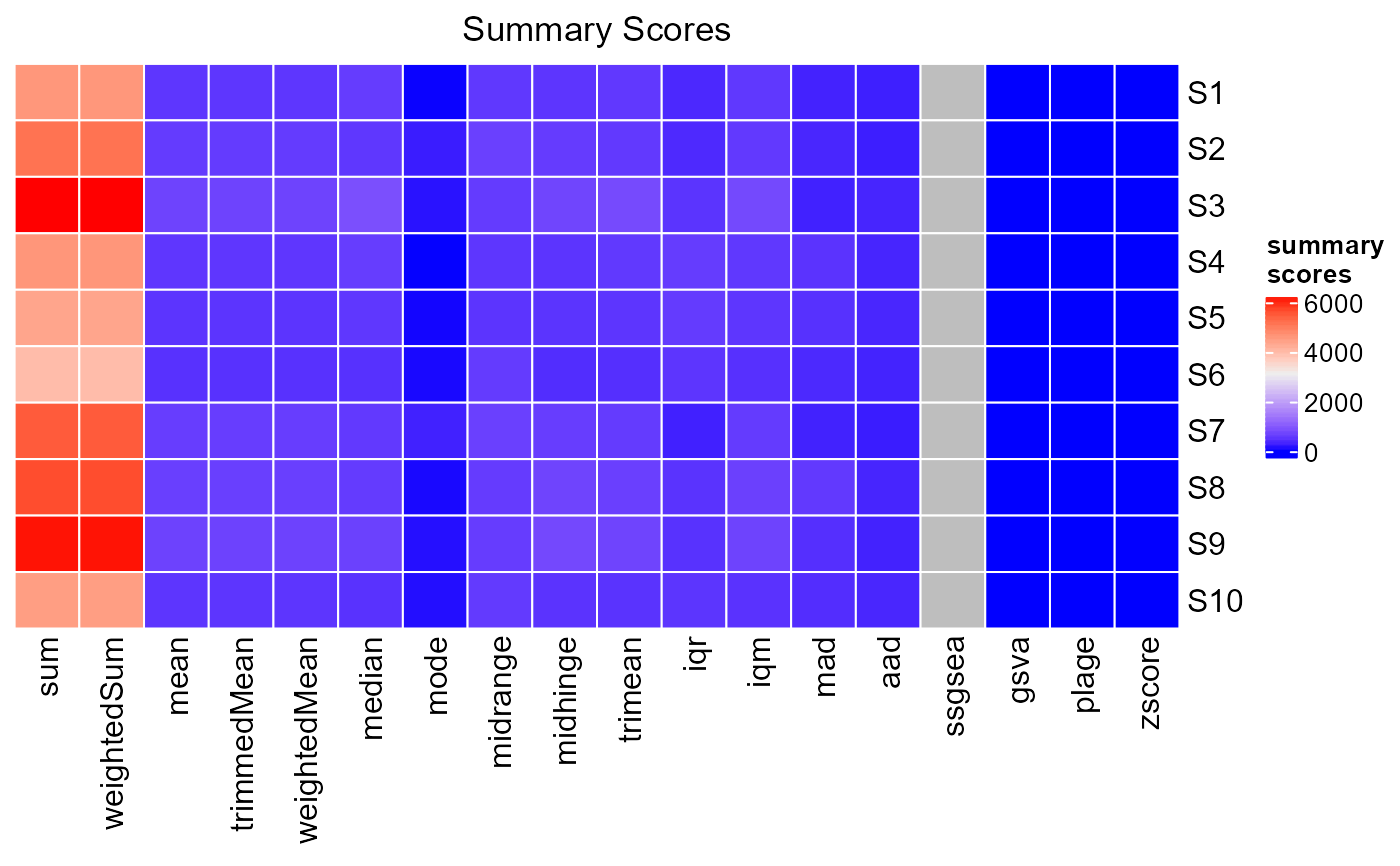 Summary Scores
S1
S2
S3
S4
S5
S6
S7
S8
S9
S10
summary
scores
6000
4000
2000
0
sum
weightedSum
mean
trimmedMean
weightedMean
median
mode
midrange
midhinge
trimean
iqr
iqm
mad
aad
ssgsea
gsva
plage
zscore